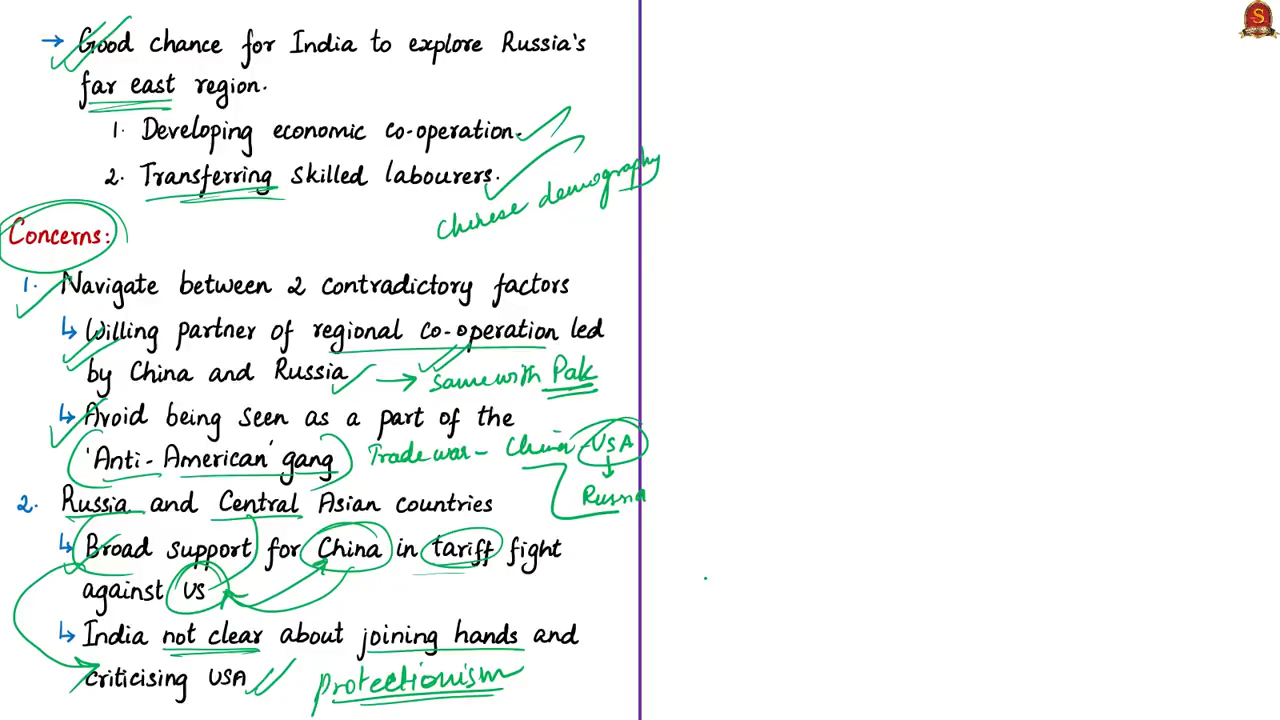 → Good chance for India to explore Russia's
far east region.
1. Developing economic co-operation.
2. Transferring skilled labourers.
Chinese demography
Concerns:
1. Navigate between 2 contradictory factors
↳ Willing partner of regional co-operation led
by China and Russia → Same with Pak
↳ Avoid being seen as a part of the
'Anti-American' gang Trade war - China - USA
Russia
2. Russia and Central Asian countries
↳ Broad support for China in tariff fight
against US
↳ India not clear about joining hands and
criticising USA protectionism
S